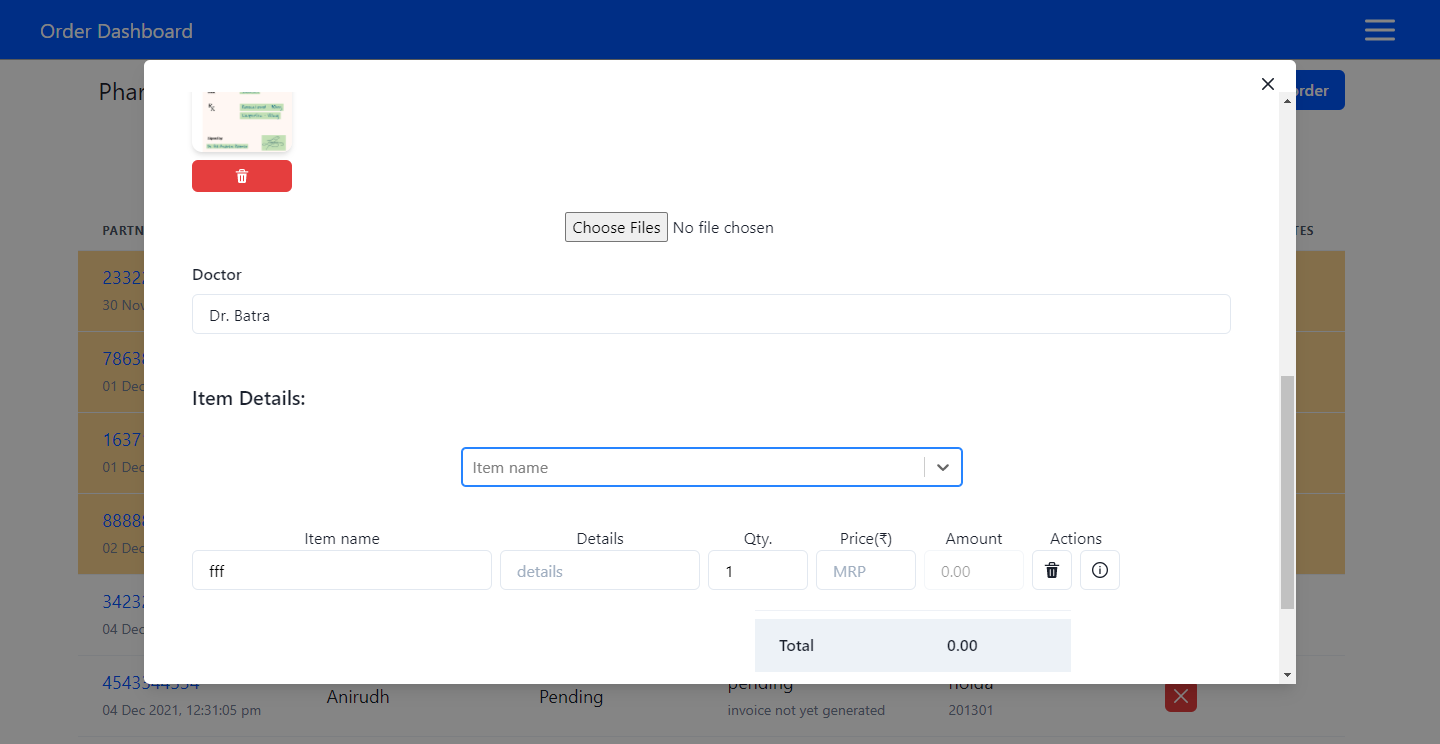 Order Dashboard
Phar
order
PARTN
TES
2332
30 Nov
7863
01 Dec
1637
01 Dec
8888
02 Dec
3423
04 Dec
Choose Files No file chosen
Doctor
Dr. Batra
Item Details:
Item name
Item name Details Qty. Price(₹) Amount Actions
fff details 1 MRP 0.00
Total 0.00
4543344534
Anirudh Pending pending noida
04 Dec 2021, 12:31:05 pm invoice not yet generated 201301